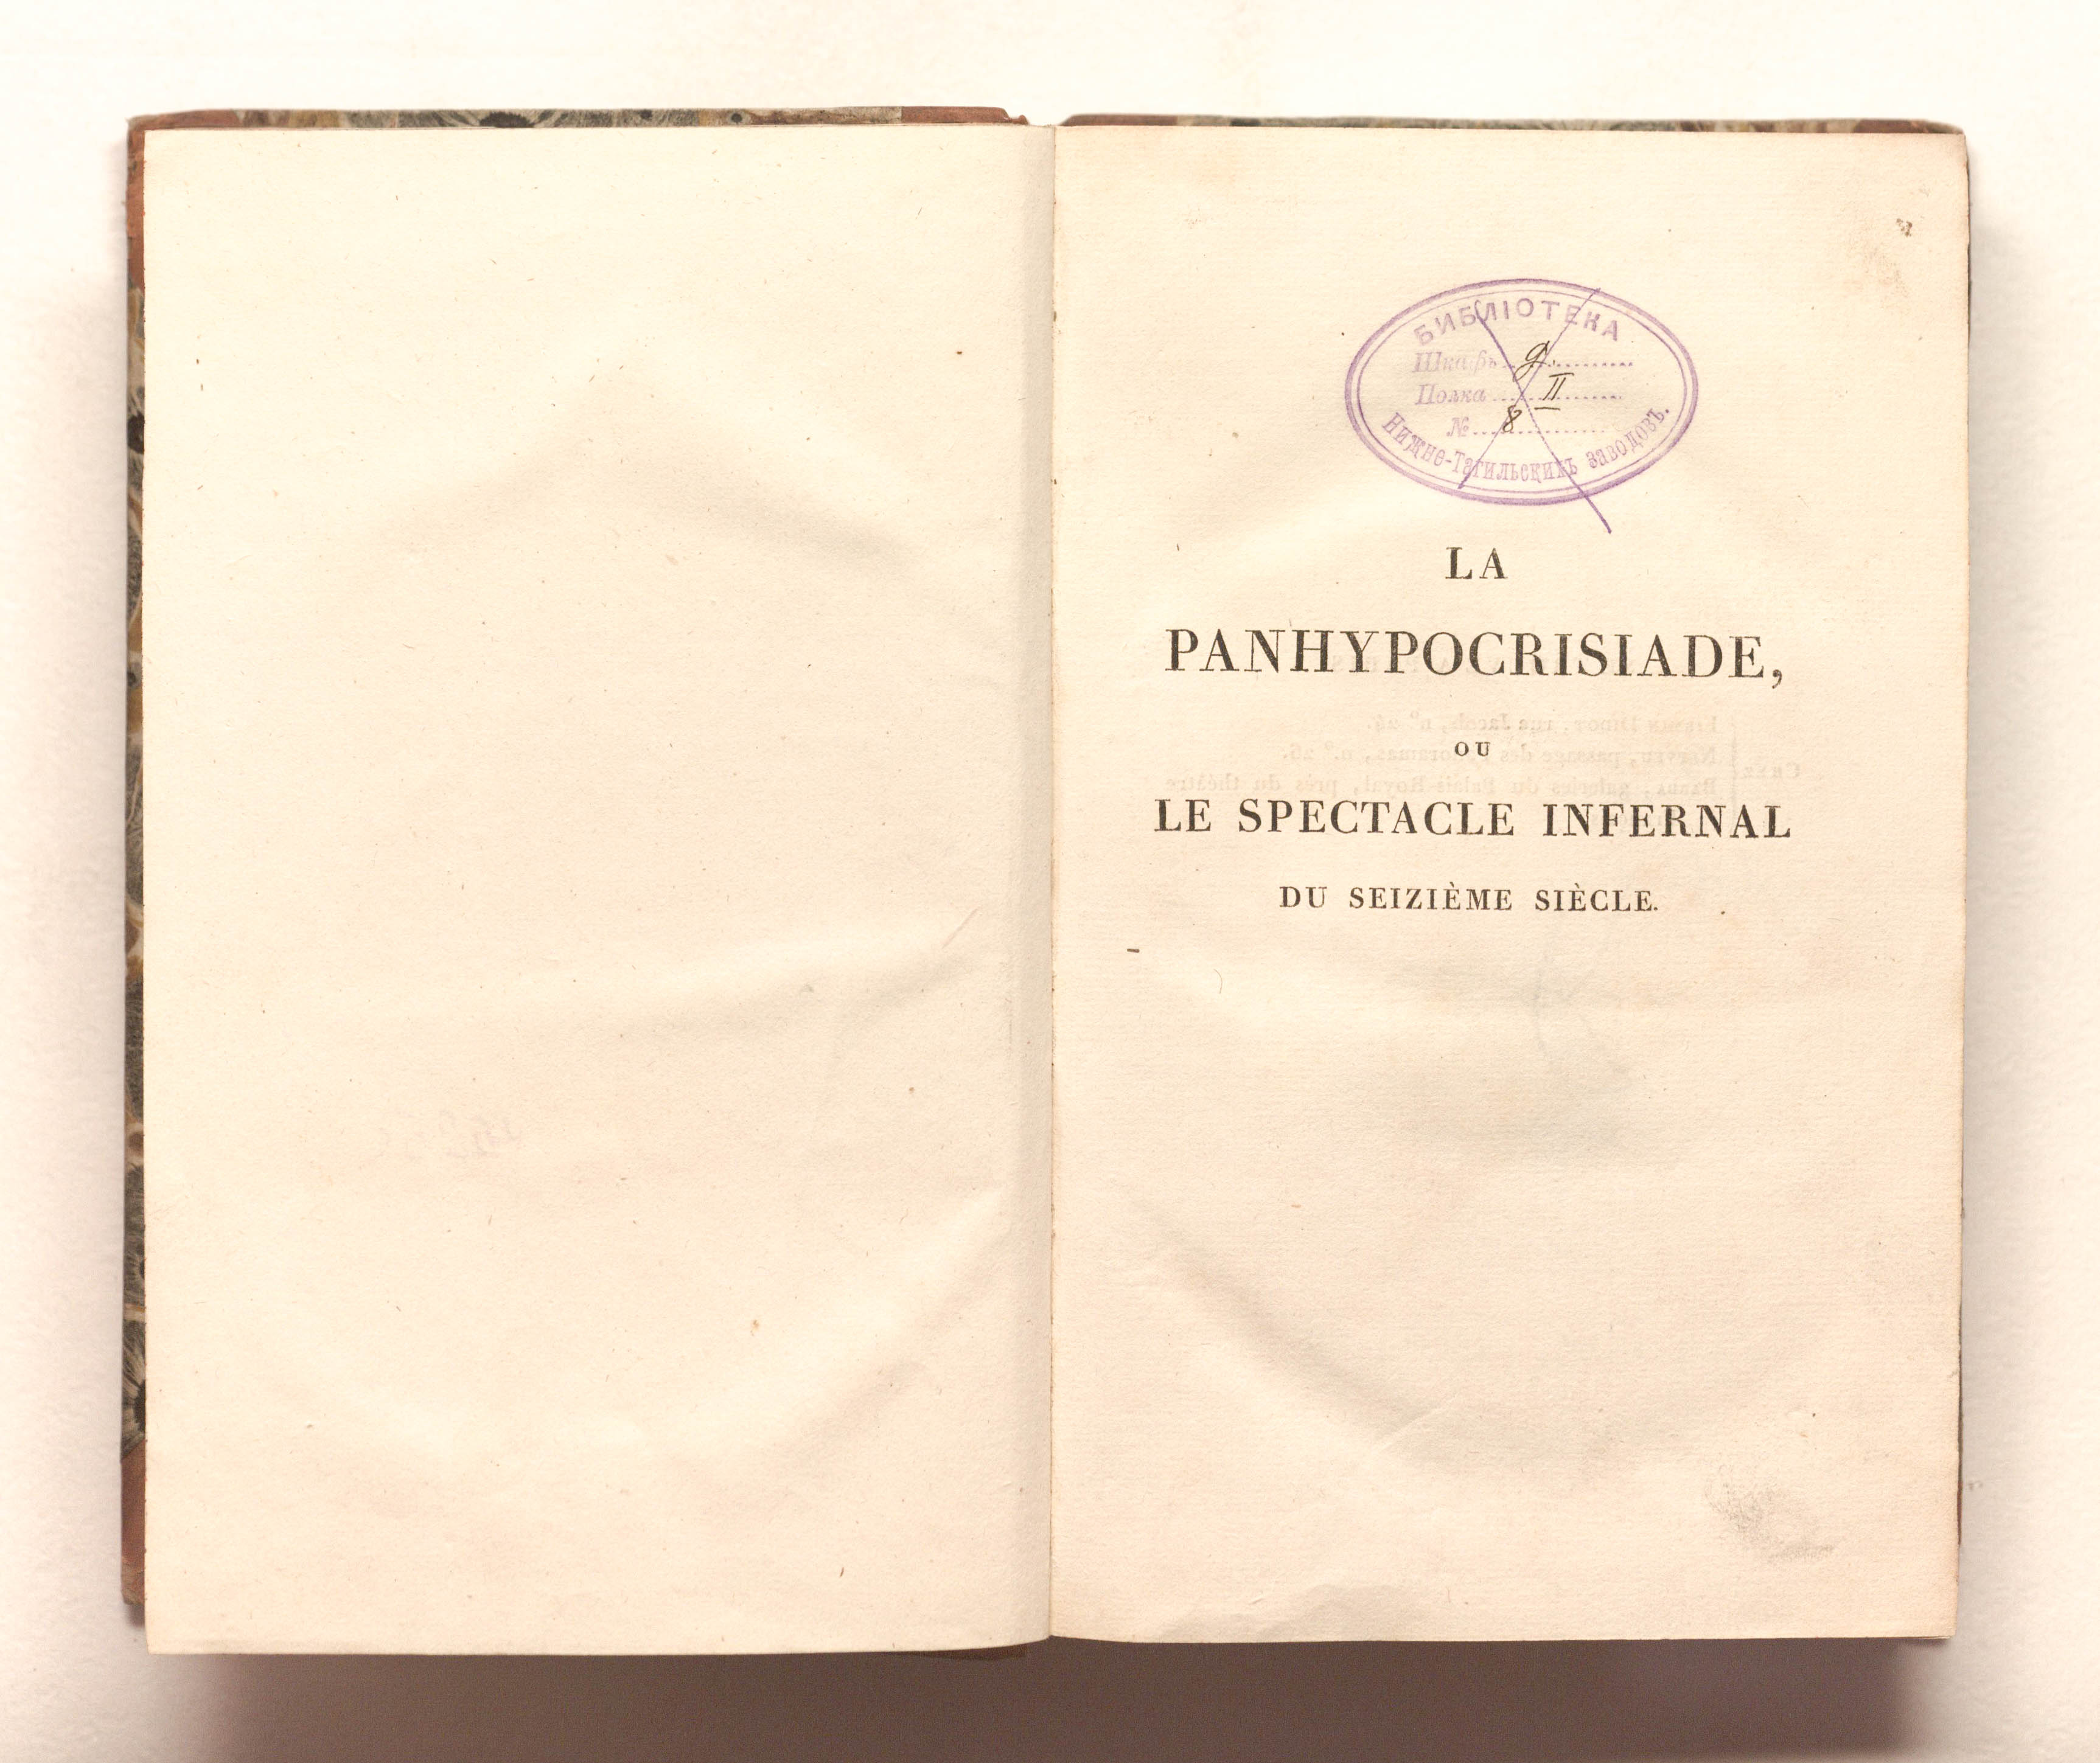 БИБЛІОТЕКА
Шкафъ 9.
Полка II
№ 8
Нижне-Тагильскихъ заводовъ.
LA
PANHYPOCRISIADE,
OU
LE SPECTACLE INFERNAL
DU SEIZIÈME SIÈCLE.